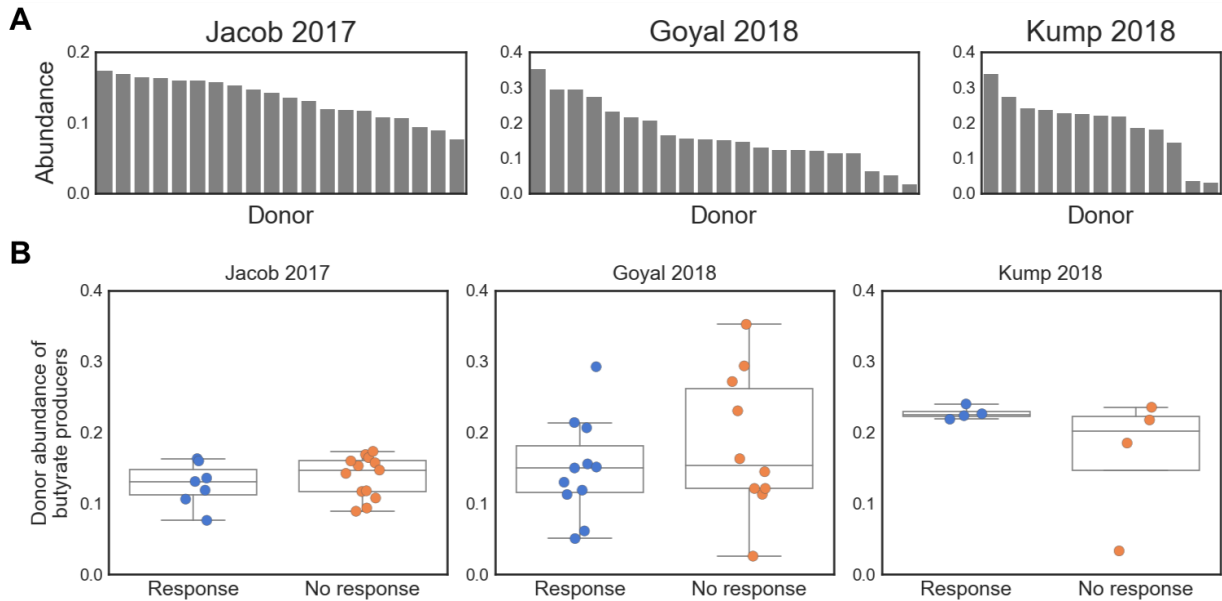 A
Jacob 2017
Goyal 2018
Kump 2018
Abundance
0.2
0.1
0.0
0.4
0.3
0.2
0.1
0.0
0.4
0.3
0.2
0.1
0.0
Donor
Donor
Donor
B
Jacob 2017
Goyal 2018
Kump 2018
Donor abundance of
butyrate producers
0.4
0.3
0.2
0.1
0.0
0.4
0.3
0.2
0.1
0.0
0.4
0.3
0.2
0.1
0.0
Response
No response
Response
No response
Response
No response